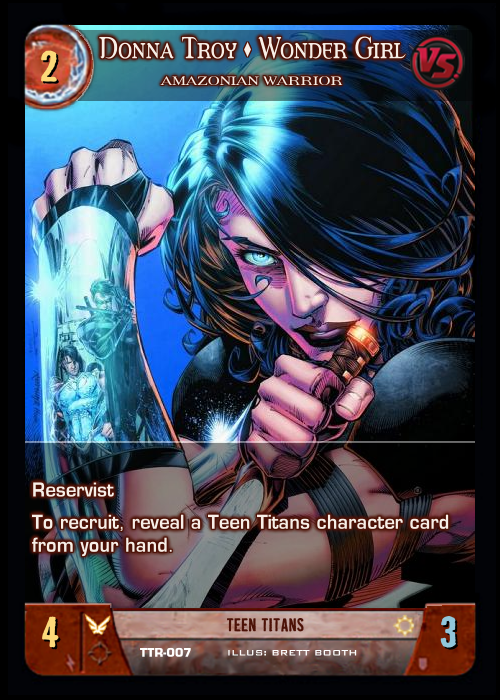 2
DONNA TROY ♦ WONDER GIRL
VS
AMAZONIAN WARRIOR
Reservist
To recruit, reveal a Teen Titans character card
from your hand.
4
TEEN TITANS
3
TTR-007 ILLUS: BRETT BOOTH